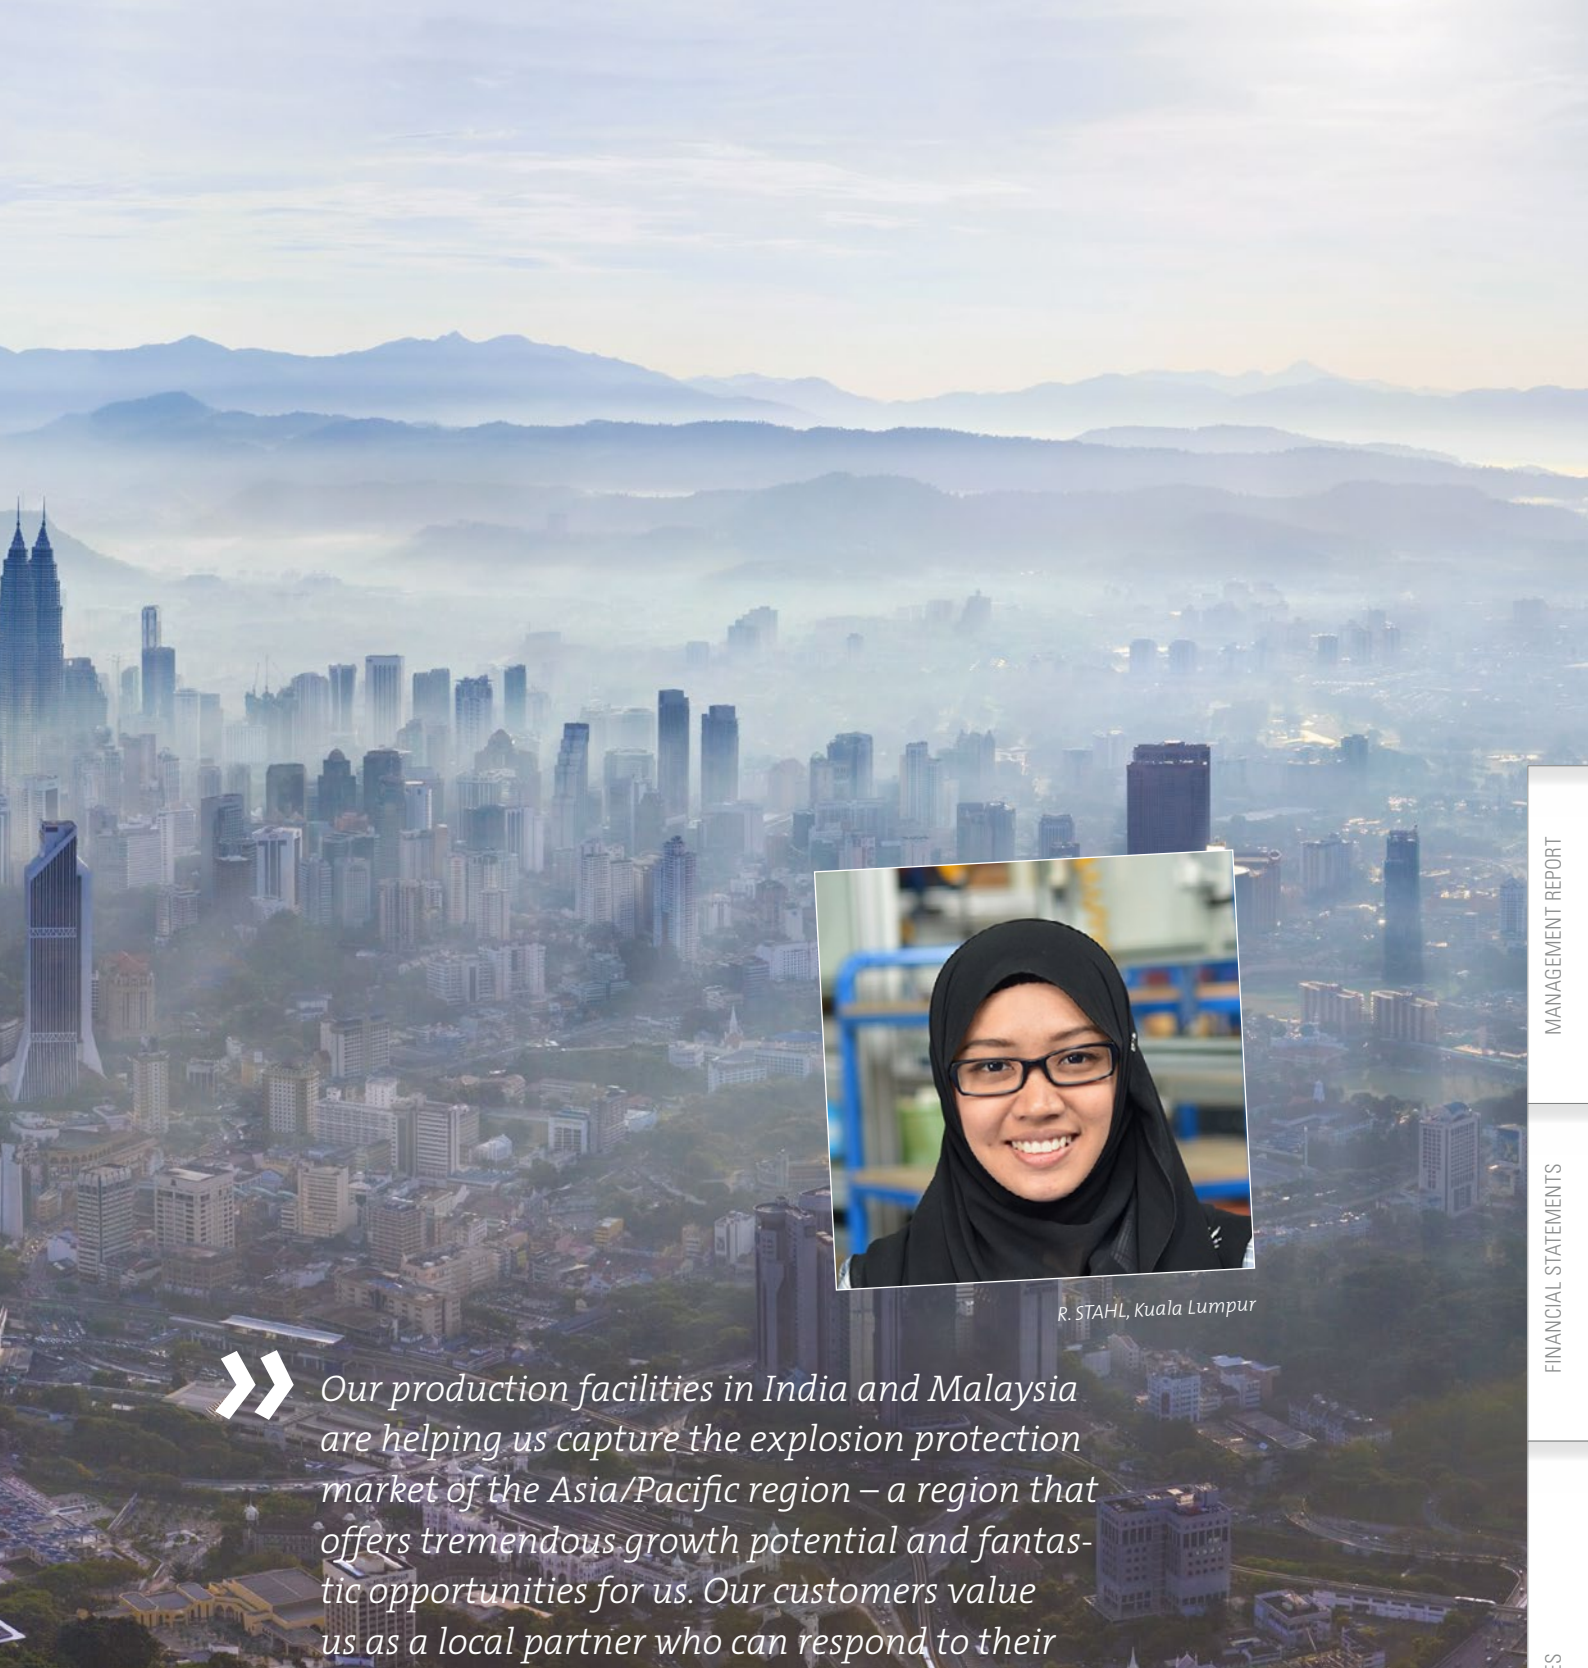 MANAGEMENT REPORT
FINANCIAL STATEMENTS
R. STAHL, Kuala Lumpur
» Our production facilities in India and Malaysia
are helping us capture the explosion protection
market of the Asia/Pacific region – a region that
offers tremendous growth potential and fantas-
tic opportunities for us. Our customers value
us as a local partner who can respond to their